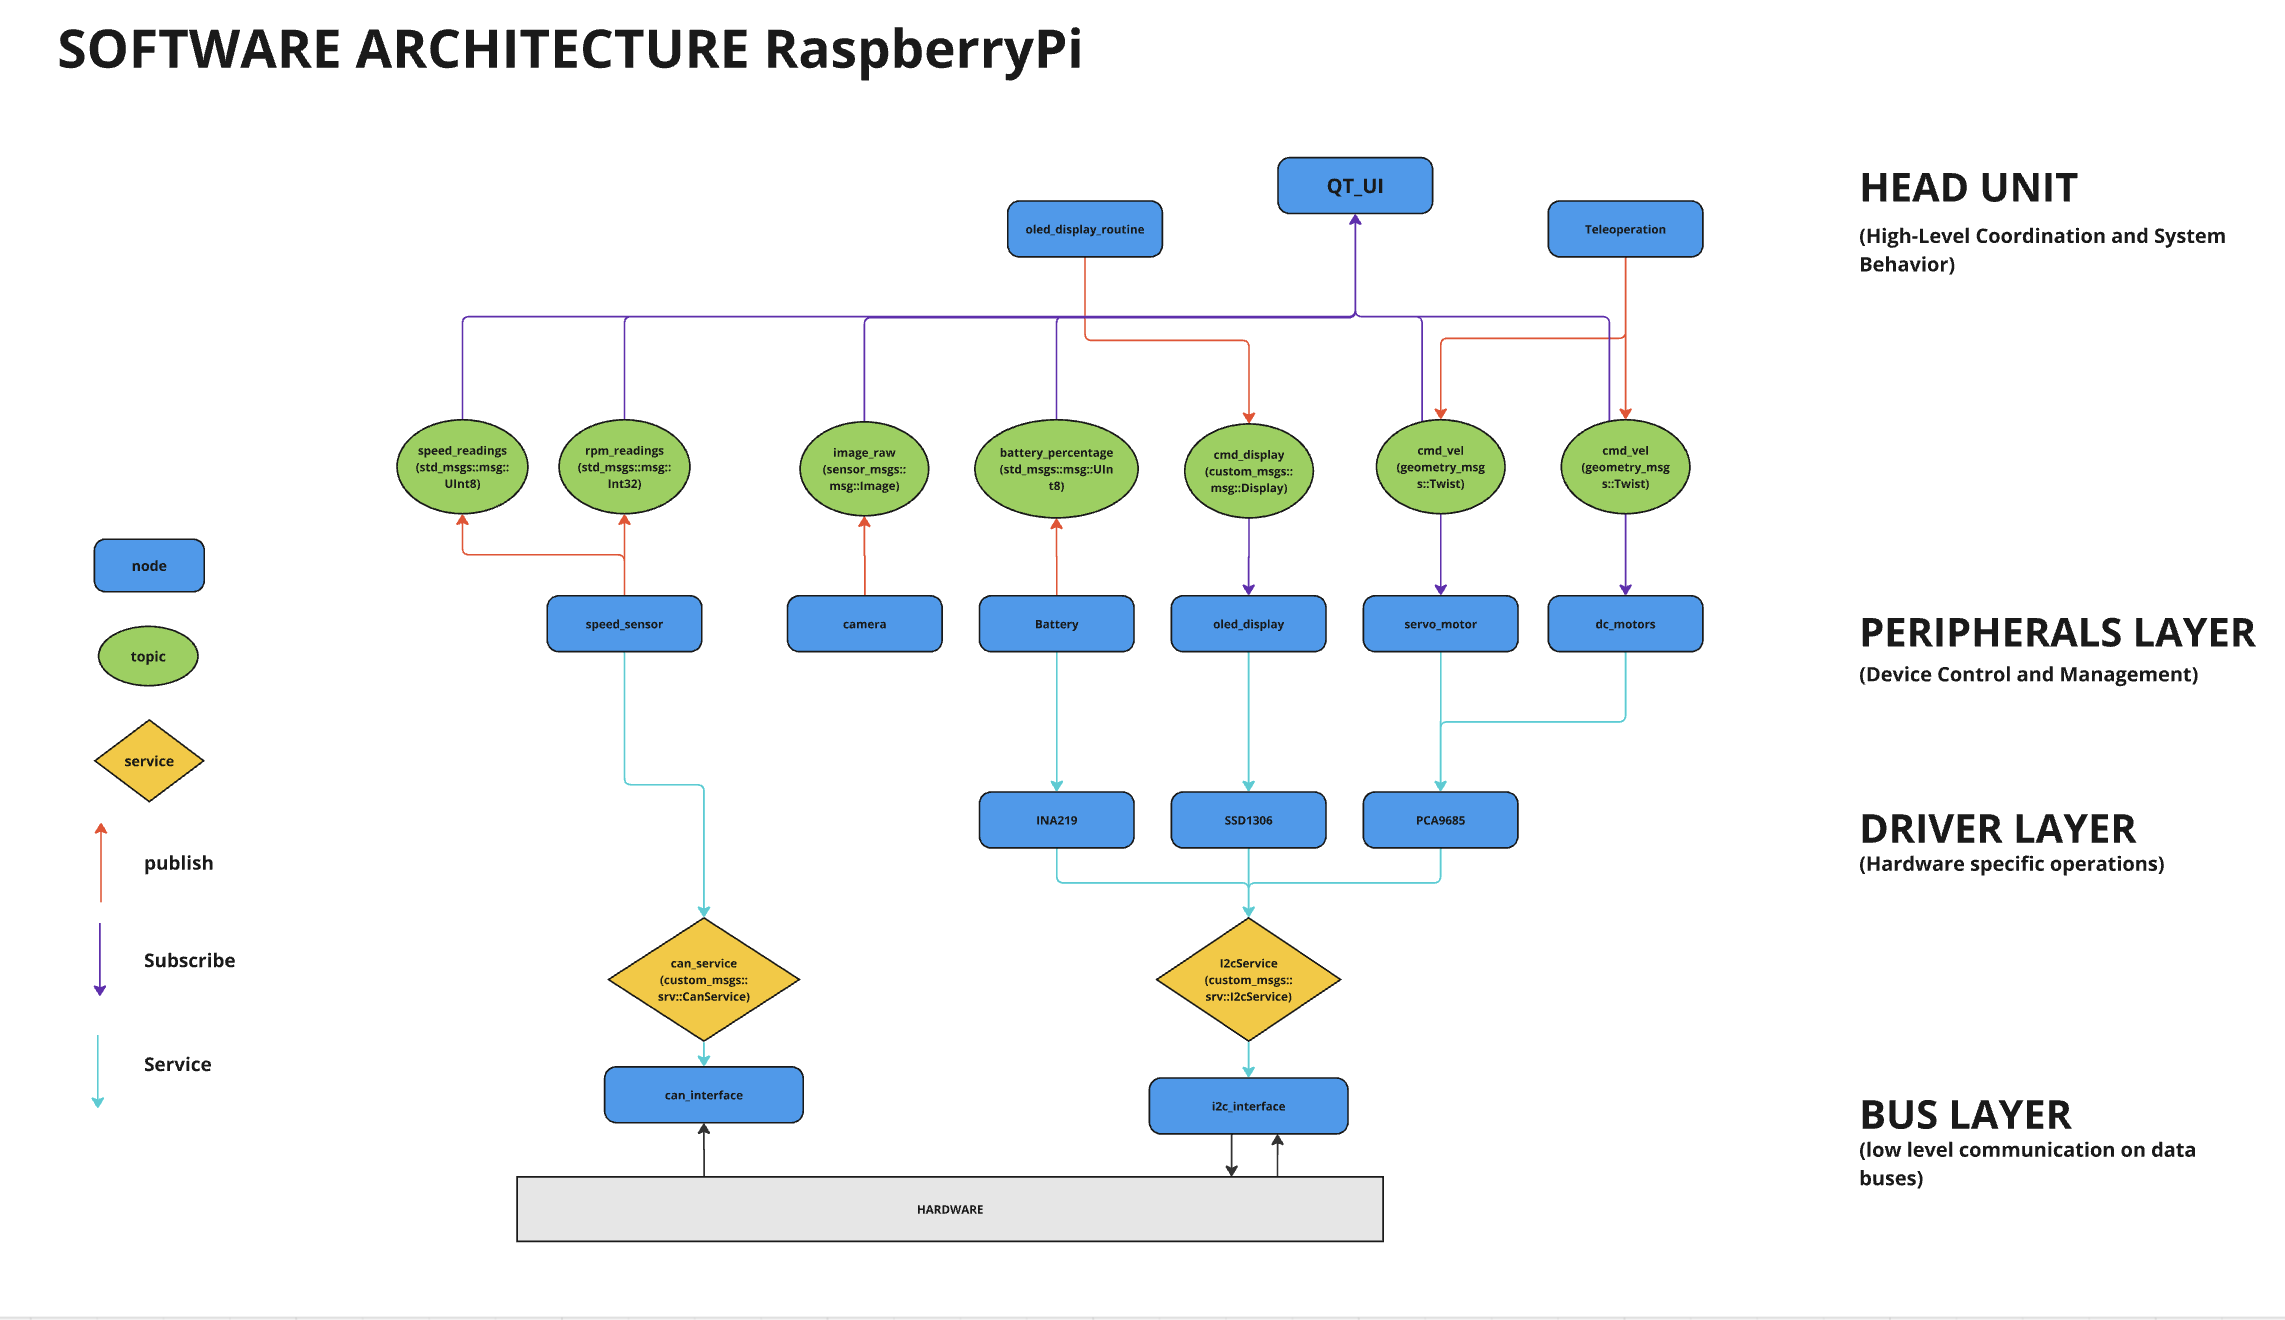 SOFTWARE ARCHITECTURE RaspberryPi
QT_UI
oled_display_routine
Teleoperation
HEAD UNIT
(High-Level Coordination and System
Behavior)
speed_readings
(std_msgs::msg::
UInt8)
rpm_readings
(std_msgs::msg::
Int32)
image_raw
(sensor_msgs::
msg::Image)
battery_percentage
(std_msgs::msg::UIn
t8)
cmd_display
(custom_msgs::
msg::Display)
cmd_vel
(geometry_msg
s::Twist)
cmd_vel
(geometry_msg
s::Twist)
node
topic
service
publish
Subscribe
Service
speed_sensor
camera
Battery
oled_display
servo_motor
dc_motors
PERIPHERALS LAYER
(Device Control and Management)
INA219
SSD1306
PCA9685
DRIVER LAYER
(Hardware specific operations)
can_service
(custom_msgs::
srv::CanService)
I2cService
(custom_msgs::
srv::I2cService)
can_interface
i2c_interface
BUS LAYER
(low level communication on data
buses)
HARDWARE